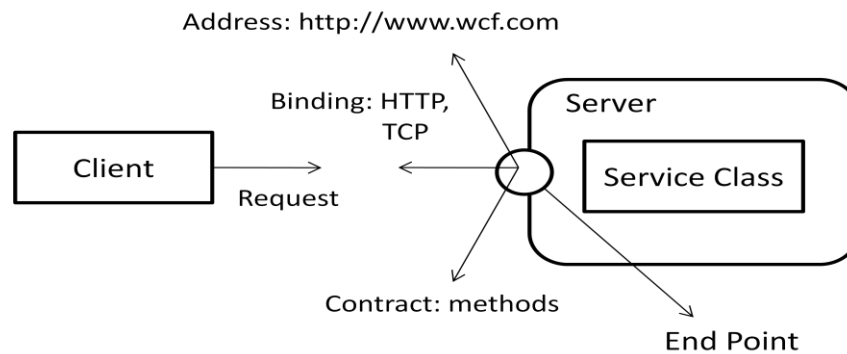 Address: http://www.wcf.com
Binding: HTTP,
TCP
Server
Client
Service Class
Request
Contract: methods
End Point